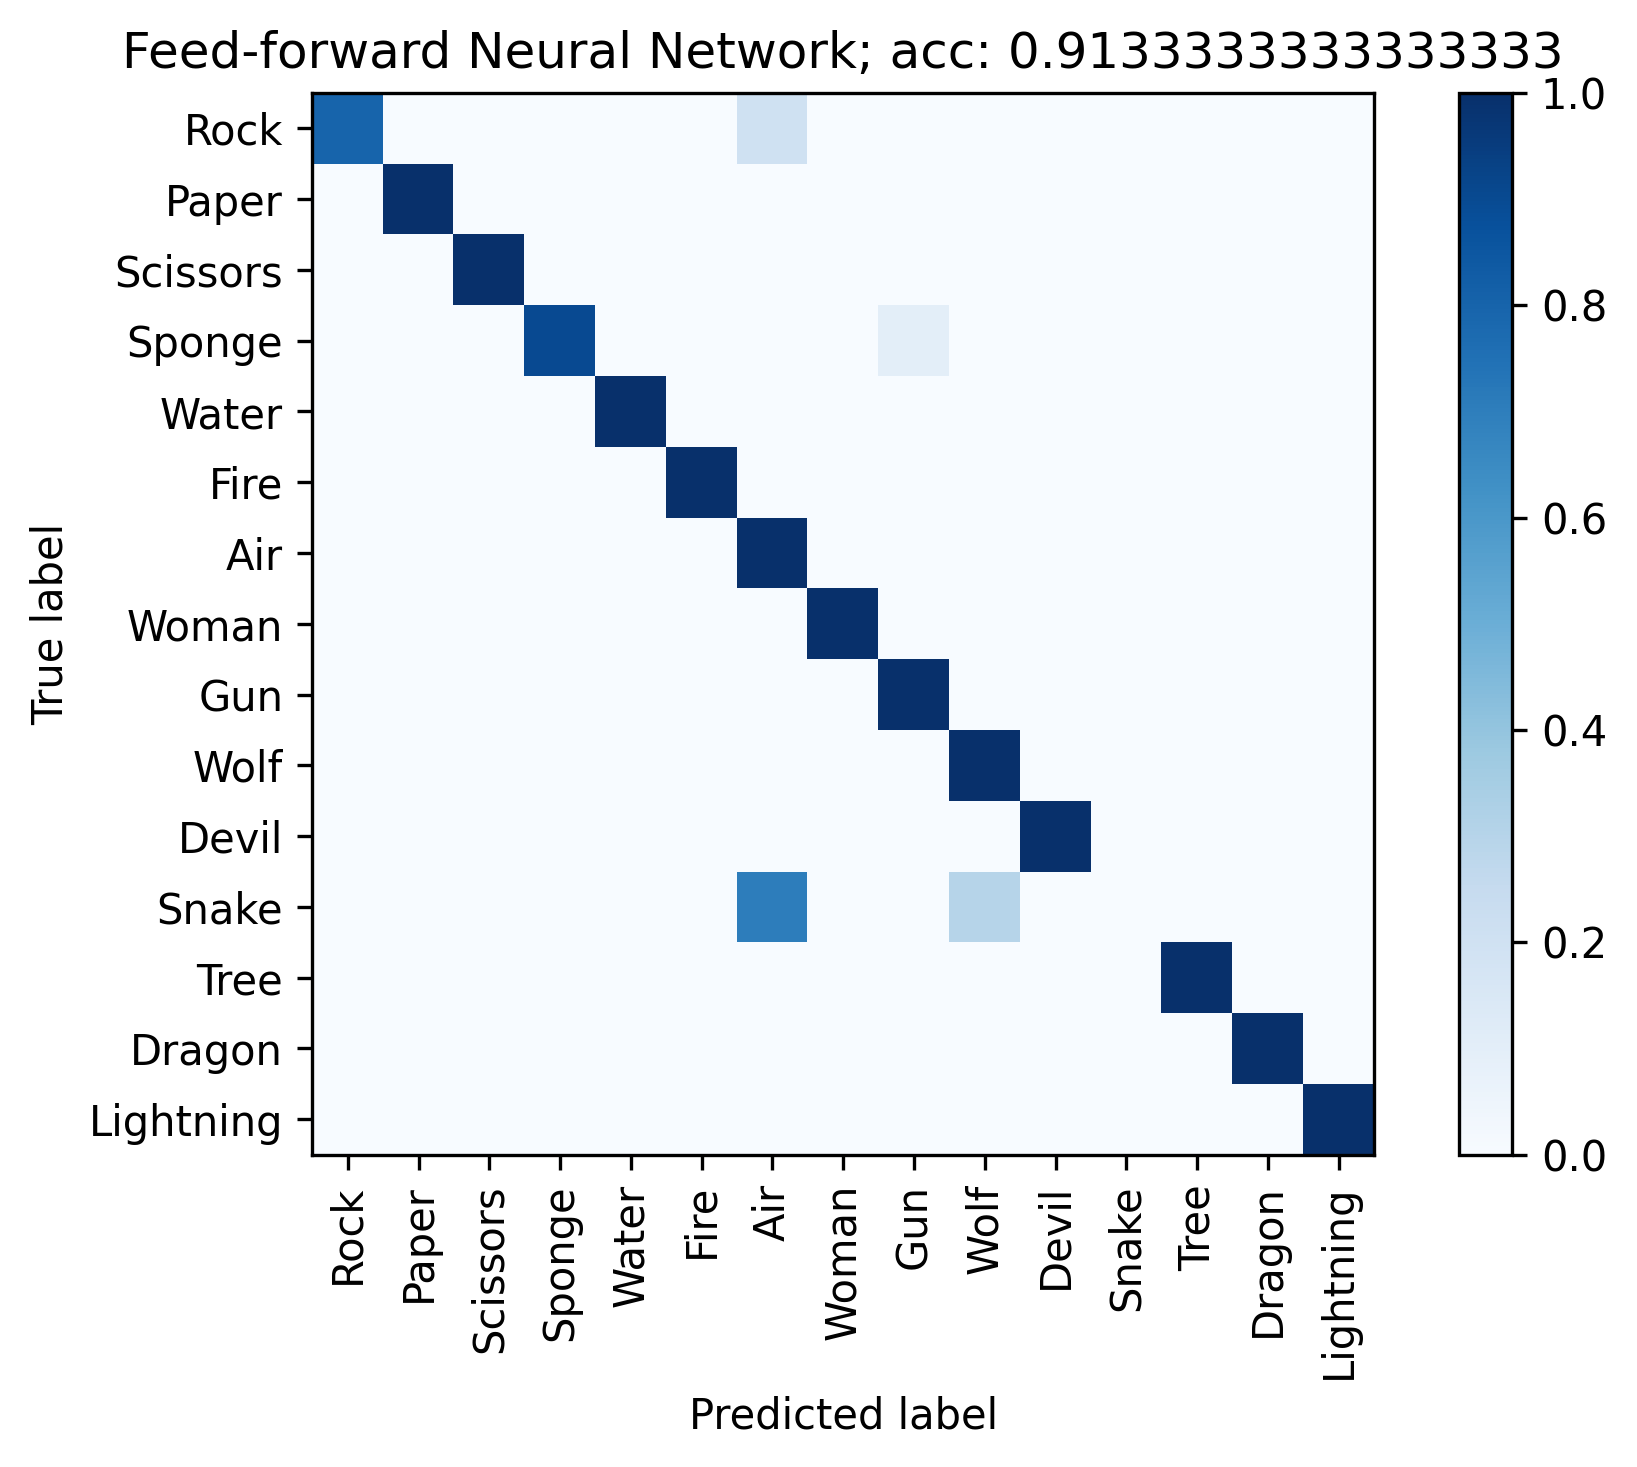 Feed-forward Neural Network; acc: 0.9133333333333333
Rock
Paper
Scissors
Sponge
Water
Fire
Air
Woman
Gun
Wolf
Devil
Snake
Tree
Dragon
Lightning
True label
Rock
Paper
Scissors
Sponge
Water
Fire
Air
Woman
Gun
Wolf
Devil
Snake
Tree
Dragon
Lightning
Predicted label
1.0
0.8
0.6
0.4
0.2
0.0